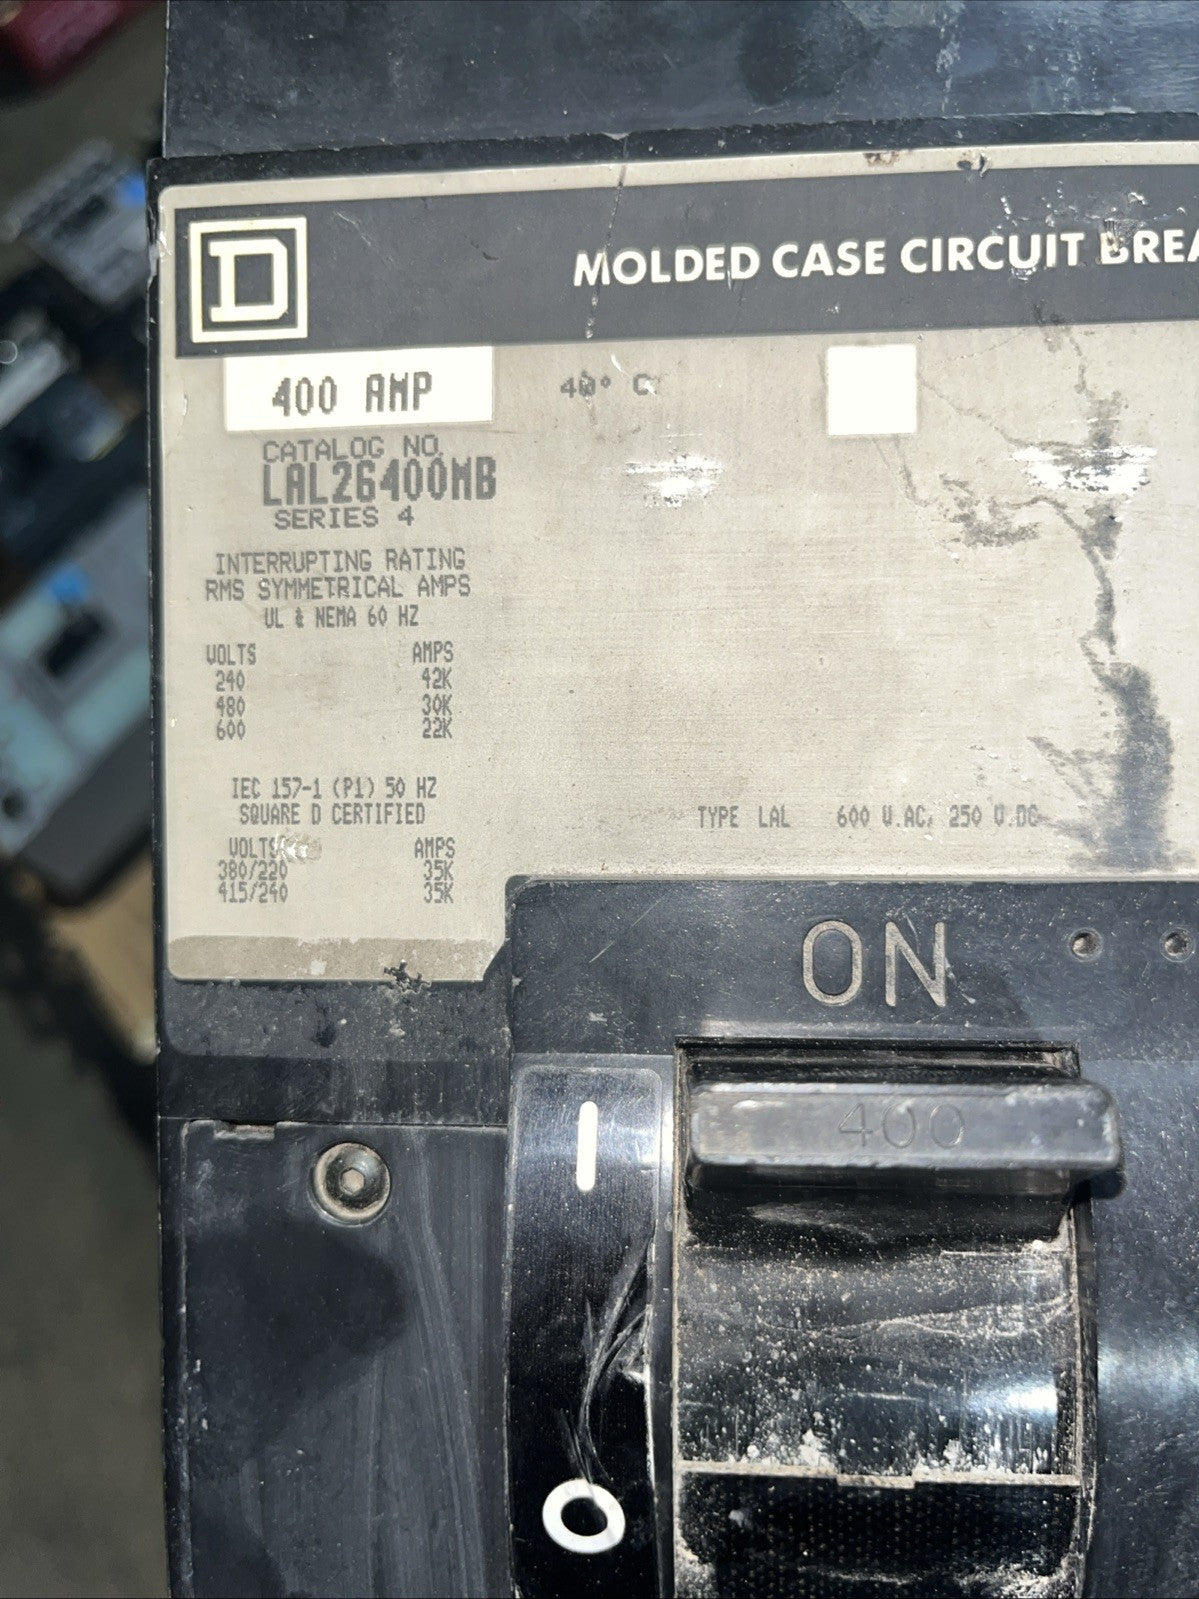 D
MOLDED CASE CIRCUIT BREA
400 AMP
40° C
CATALOG NO.
LAL26400MB
SERIES 4
INTERRUPTING RATING
RMS SYMMETRICAL AMPS
UL & NEMA 60 HZ
VOLTS AMPS
240 42K
480 30K
600 22K
IEC 157-1 (P1) 50 HZ
SQUARE D CERTIFIED
VOLTS AMPS
380/220 35K
415/240 35K
TYPE LAL 600 V.AC, 250 V.DC
ON
400
I
O